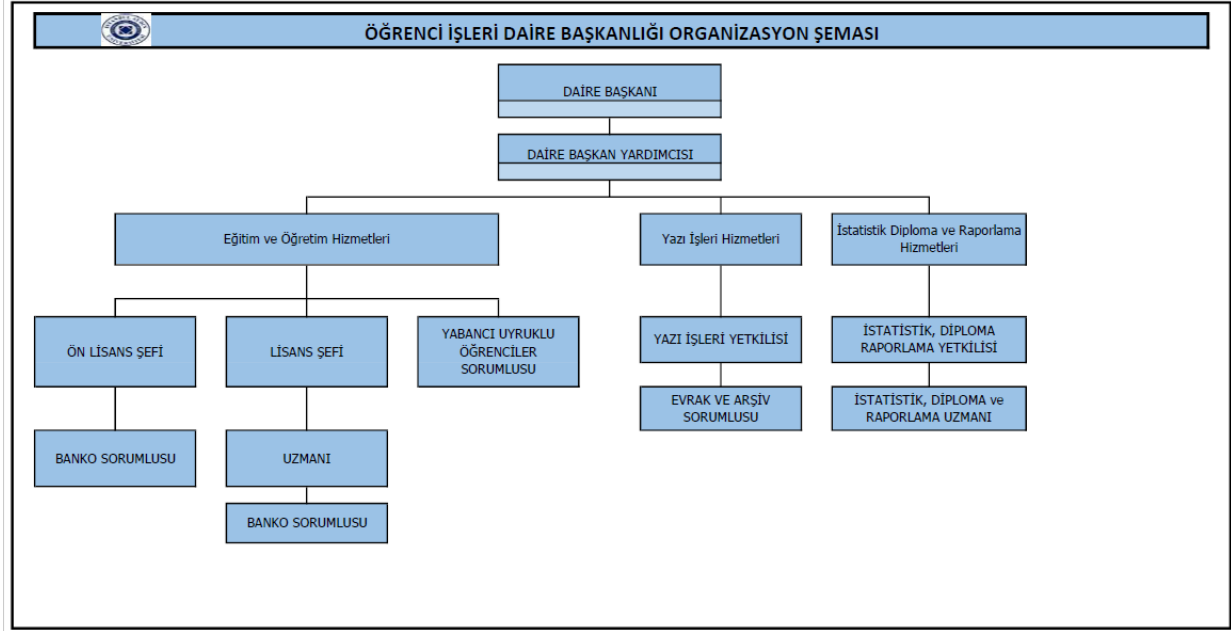 ÖĞRENCİ İŞLERİ DAİRE BAŞKANLIĞI ORGANİZASYON ŞEMASI
DAİRE BAŞKANI
DAİRE BAŞKAN YARDIMCISI
Eğitim ve Öğretim Hizmetleri
Yazı İşleri Hizmetleri
İstatistik Diploma ve Raporlama
Hizmetleri
ÖN LİSANS ŞEFİ
LİSANS ŞEFİ
YABANCI UYRUKLU
ÖĞRENCİLER
SORUMLUSU
YAZI İŞLERİ YETKİLİSİ
İSTATİSTİK, DİPLOMA
RAPORLAMA YETKİLİSİ
EVRAK VE ARŞİV
SORUMLUSU
İSTATİSTİK, DİPLOMA ve
RAPORLAMA UZMANI
BANKO SORUMLUSU
UZMANI
BANKO SORUMLUSU